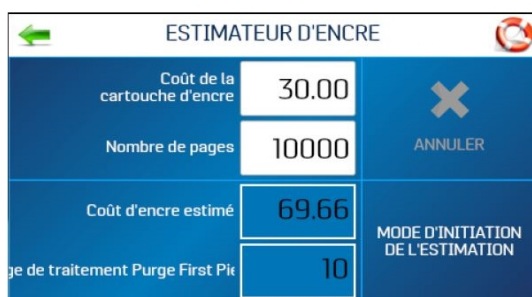 ESTIMATEUR D'ENCRE
Coût de la
cartouche d'encre
30.00
Nombre de pages
10000
ANNULER
Coût d'encre estimé
69.66
MODE D'INITIATION
DE L'ESTIMATION
ge de traitement Purge First Pie
10